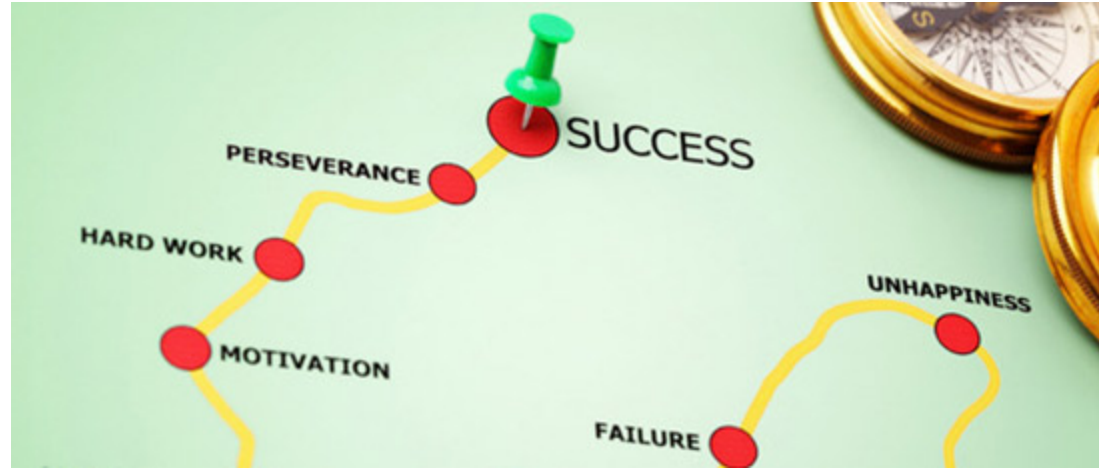 SUCCESS
PERSEVERANCE
HARD WORK
UNHAPPINESS
MOTIVATION
FAILURE
S